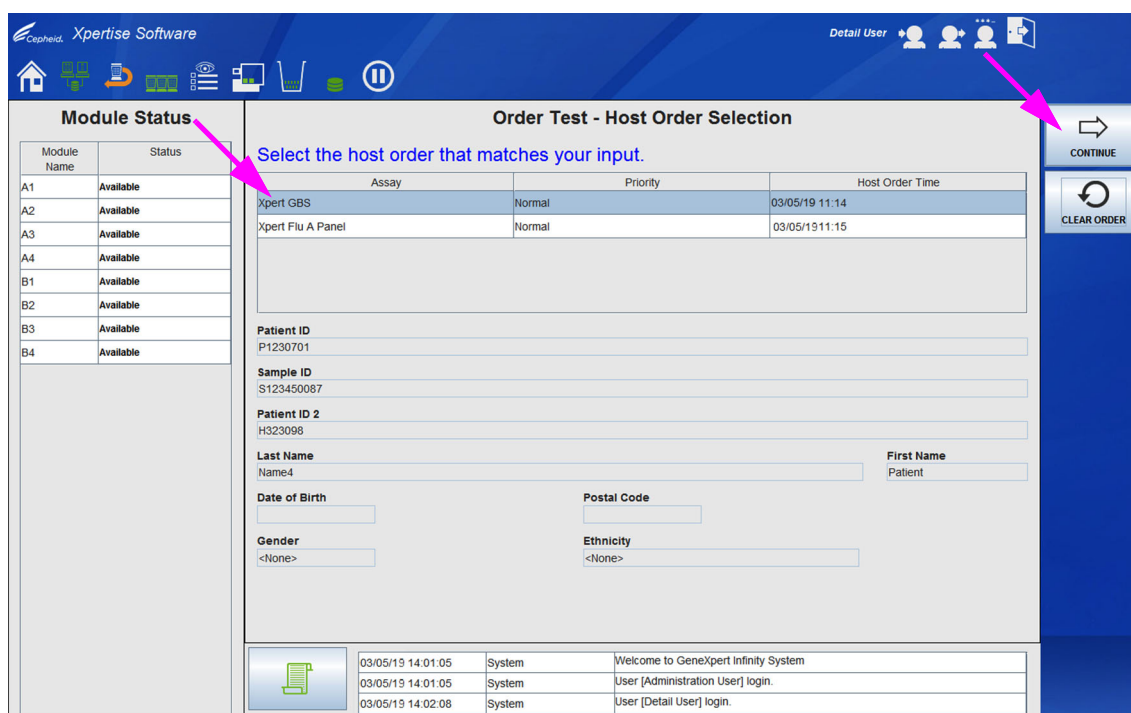 Cepheid. Xpertise Software
Detail User
Module Status
Module Name Status
A1 Available
A2 Available
A3 Available
A4 Available
B1 Available
B2 Available
B3 Available
B4 Available
Order Test - Host Order Selection
Select the host order that matches your input.
Assay Priority Host Order Time
Xpert GBS Normal 03/05/19 11:14
Xpert Flu A Panel Normal 03/05/1911:15
Patient ID
P1230701
Sample ID
S123450087
Patient ID 2
H323098
Last Name First Name
Name4 Patient
Date of Birth Postal Code
Gender Ethnicity
<None> <None>
03/05/19 14:01:05 System Welcome to GeneXpert Infinity System
03/05/19 14:01:05 System User [Administration User] login.
03/05/19 14:02:08 System User [Detail User] login.
CONTINUE
CLEAR ORDER